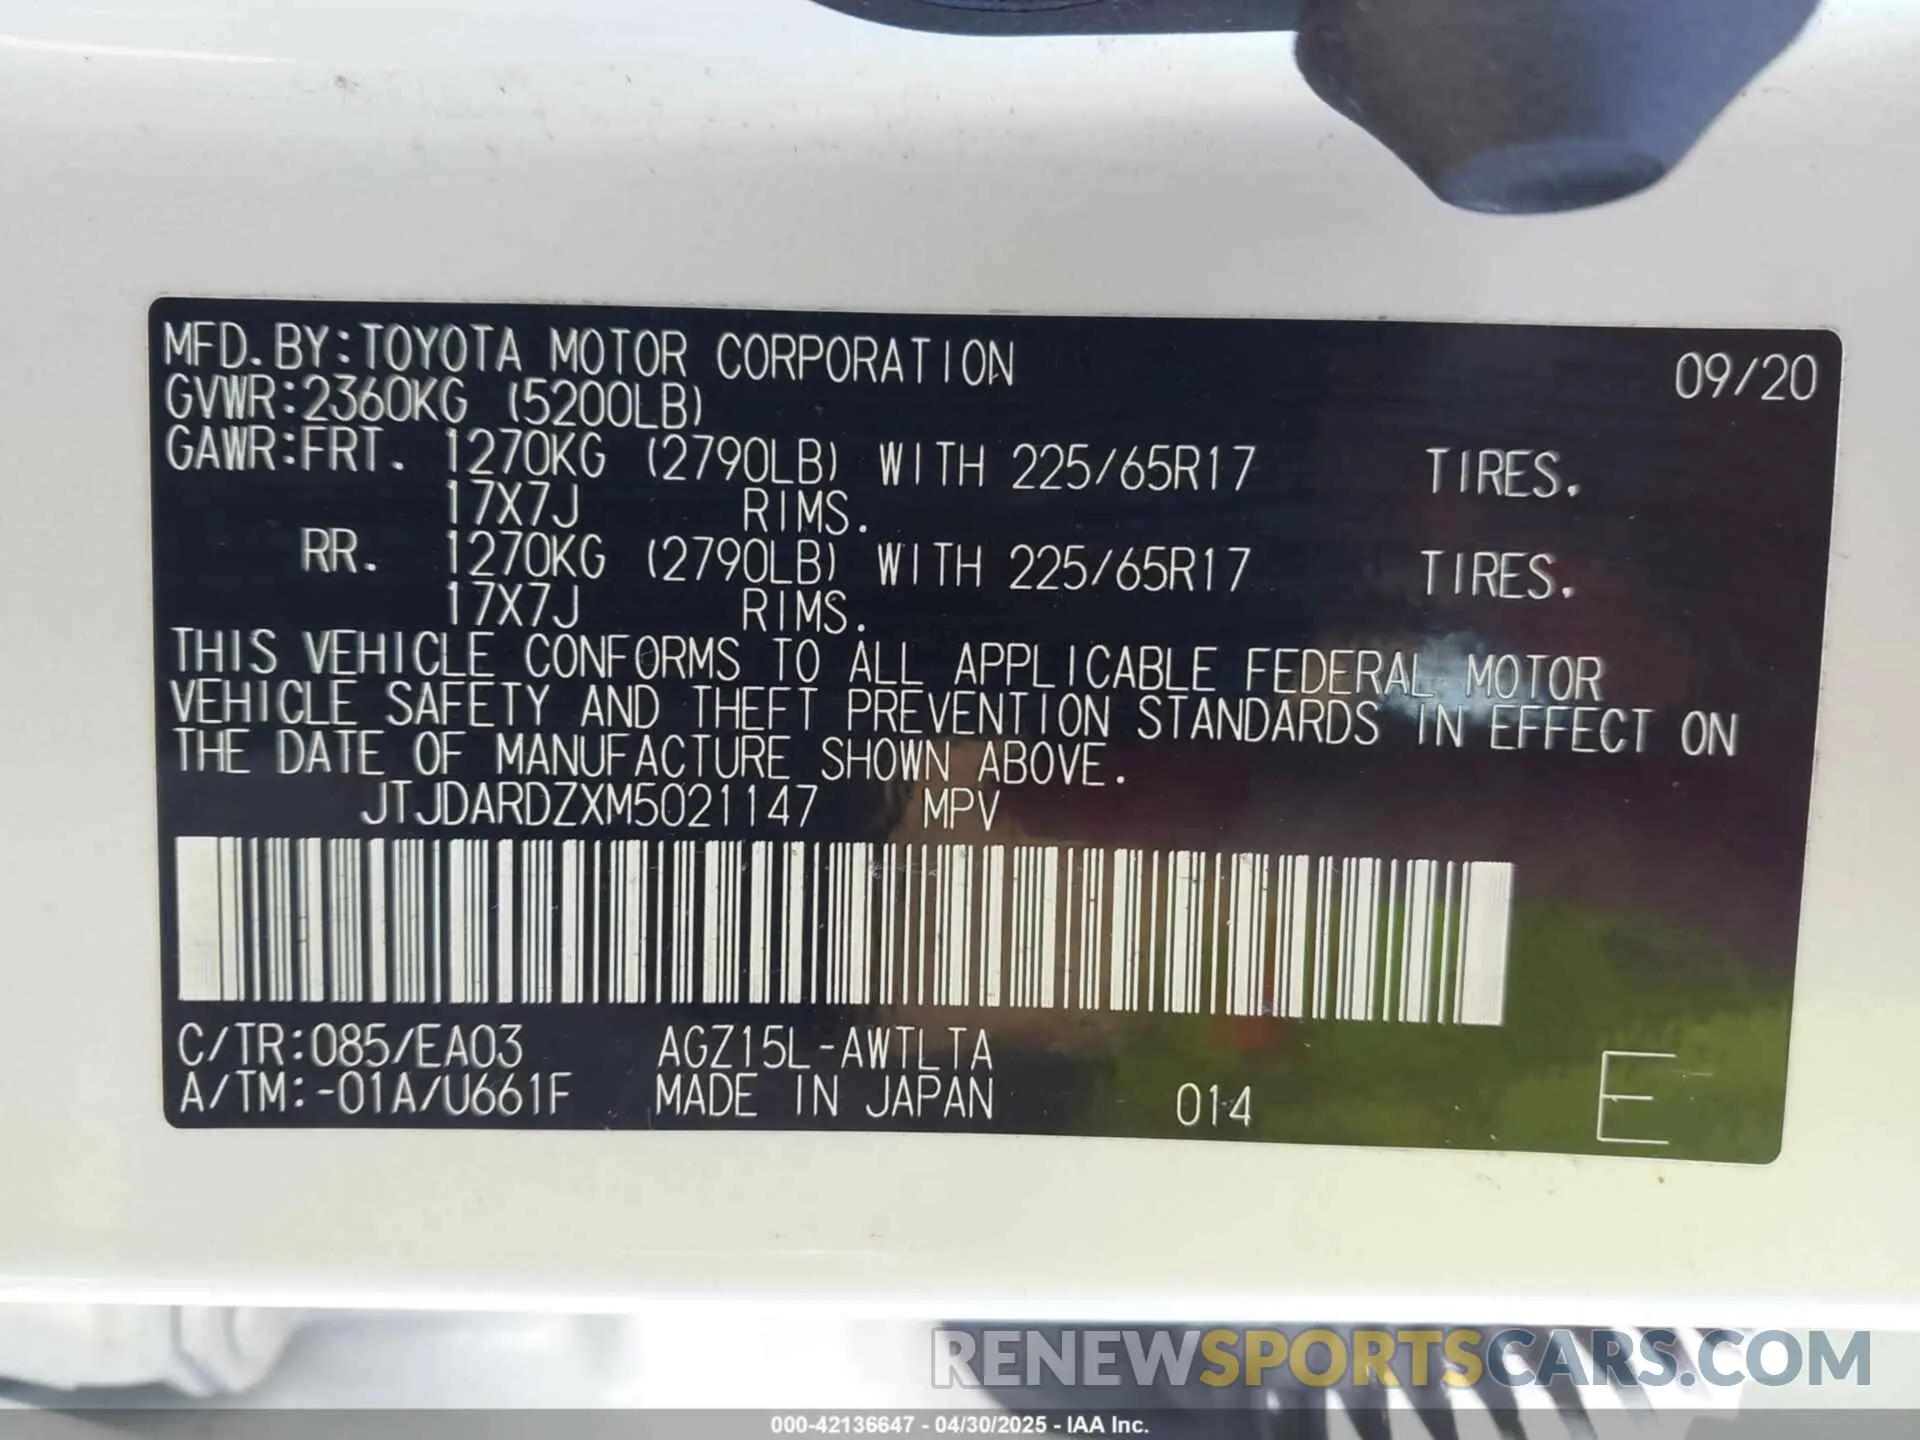 MFD.BY:TOYOTA MOTOR CORPORATION 09/20
GVWR:2360KG (5200LB)
GAWR:FRT. 1270KG (2790LB) WITH 225/65R17 TIRES.
17X7J RIMS.
RR. 1270KG (2790LB) WITH 225/65R17 TIRES.
17X7J RIMS.
THIS VEHICLE CONFORMS TO ALL APPLICABLE FEDERAL MOTOR
VEHICLE SAFETY AND THEFT PREVENTION STANDARDS IN EFFECT ON
THE DATE OF MANUFACTURE SHOWN ABOVE.
JTJDARDZXM5021147 MPV
C/TR:085/EA03 AGZ15L-AWTLTA
A/TM:-01A/U661F MADE IN JAPAN 014 E
RENEWSPORTSCARS.COM
000-42136647 - 04/30/2025 - IAA Inc.